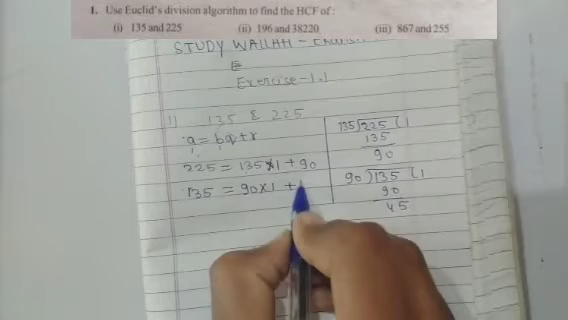 1. Use Euclid's division algorithm to find the HCF of :
(i) 135 and 225 (ii) 196 and 38220 (iii) 867 and 255
STUDY WALLAH -
E
Exercise-1.1
1) 135 & 225
a = bq+r
225 = 135×1+90
135 = 90×1 +
135)225(1
135
90
90)135(1
90
45